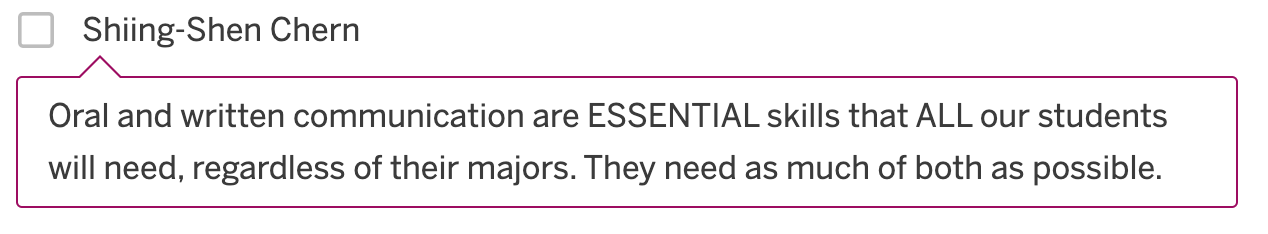 Shiing-Shen Chern
Oral and written communication are ESSENTIAL skills that ALL our students
will need, regardless of their majors. They need as much of both as possible.